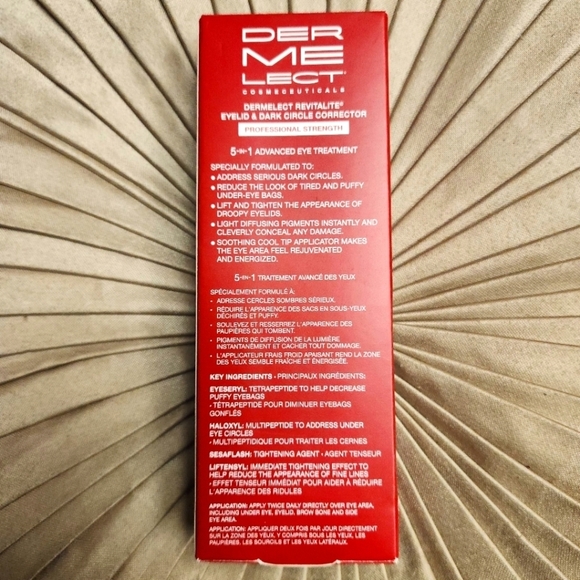 DER
ME
LECT
COSMECEUTICALS
DERMELECT REVITALITE®
EYELID & DARK CIRCLE CORRECTOR
PROFESSIONAL STRENGTH
5-IN-1 ADVANCED EYE TREATMENT
SPECIALLY FORMULATED TO:
• ADDRESS SERIOUS DARK CIRCLES.
• REDUCE THE LOOK OF TIRED AND PUFFY
UNDER-EYE BAGS.
• LIFT AND TIGHTEN THE APPEARANCE OF
DROOPY EYELIDS.
• LIGHT DIFFUSING PIGMENTS INSTANTLY AND
CLEVERLY CONCEAL ANY DAMAGE.
• SOOTHING COOL TIP APPLICATOR MAKES
THE EYE AREA FEEL REJUVENATED
AND ENERGIZED.
5-EN-1 TRAITEMENT AVANCÉ DES YEUX
SPÉCIALEMENT FORMULÉ À:
• ADRESSE CERCLES SOMBRES SÉRIEUX.
• RÉDUIRE L'APPARENCE DES SACS EN SOUS-YEUX
DÉCHIRÉS ET PUFFY.
• SOULEVEZ ET RESSERREZ L'APPARENCE DES
PAUPIÈRES QUI TOMBENT.
• PIGMENTS DE DIFFUSION DE LA LUMIÈRE
INSTANTANÉMENT ET CACHER TOUT DOMMAGE.
• L'APPLICATEUR FRAIS FROID APAISANT REND LA ZONE
DES YEUX SEMBLE FRAÎCHE ET ÉNERGISÉE.
KEY INGREDIENTS • PRINCIPAUX INGRÉDIENTS:
EYESERYL: TETRAPEPTIDE TO HELP DECREASE
PUFFY EYEBAGS
• TÉTRAPEPTIDE POUR DIMINUER EYEBAGS
GONFLÉS
HALOXYL: MULTIPEPTIDE TO ADDRESS UNDER
EYE CIRCLES
• MULTIPEPTIDIQUE POUR TRAITER LES CERNES
SESAFLASH: TIGHTENING AGENT • AGENT TENSEUR
LIFTENSYL: IMMEDIATE TIGHTENING EFFECT TO
HELP REDUCE THE APPEARANCE OF FINE LINES
• EFFET TENSEUR IMMÉDIAT POUR AIDER À RÉDUIRE
L'APPARENCE DES RIDULES
APPLICATION: APPLY TWICE DAILY DIRECTLY OVER EYE AREA,
INCLUDING UNDER EYE, EYELID, BROW BONE AND SIDE
EYE AREA.
APPLICATION: APPLIQUER DEUX FOIS PAR JOUR DIRECTEMENT
SUR LA ZONE DES YEUX, Y COMPRIS SOUS LES YEUX, LES
PAUPIÈRES, LES SOURCILS ET LES YEUX LATÉRAUX.